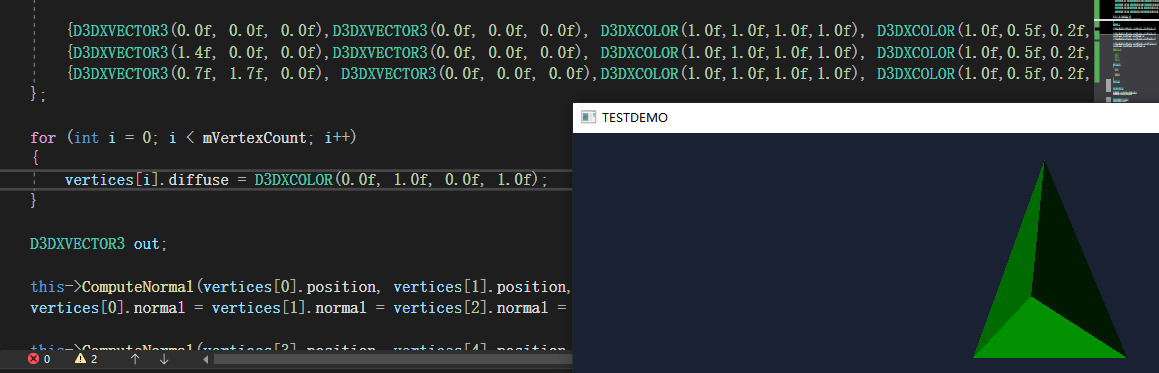 {D3DXVECTOR3(0.0f, 0.0f, 0.0f),D3DXVECTOR3(0.0f, 0.0f, 0.0f), D3DXCOLOR(1.0f,1.0f,1.0f,1.0f), D3DXCOLOR(1.0f,0.5f,0.2f,
{D3DXVECTOR3(1.4f, 0.0f, 0.0f),D3DXVECTOR3(0.0f, 0.0f, 0.0f), D3DXCOLOR(1.0f,1.0f,1.0f,1.0f), D3DXCOLOR(1.0f,0.5f,0.2f,
{D3DXVECTOR3(0.7f, 1.7f, 0.0f), D3DXVECTOR3(0.0f, 0.0f, 0.0f),D3DXCOLOR(1.0f,1.0f,1.0f,1.0f), D3DXCOLOR(1.0f,0.5f,0.2f,
};
for (int i = 0; i < mVertexCount; i++)
{
vertices[i].diffuse = D3DXCOLOR(0.0f, 1.0f, 0.0f, 1.0f);
}
D3DXVECTOR3 out;
this->ComputeNormal(vertices[0].position, vertices[1].position,
vertices[0].normal = vertices[1].normal = vertices[2].normal =
this->ComputeNormal(vertices[3].position, vertices[4].position
0 2
TESTDEMO